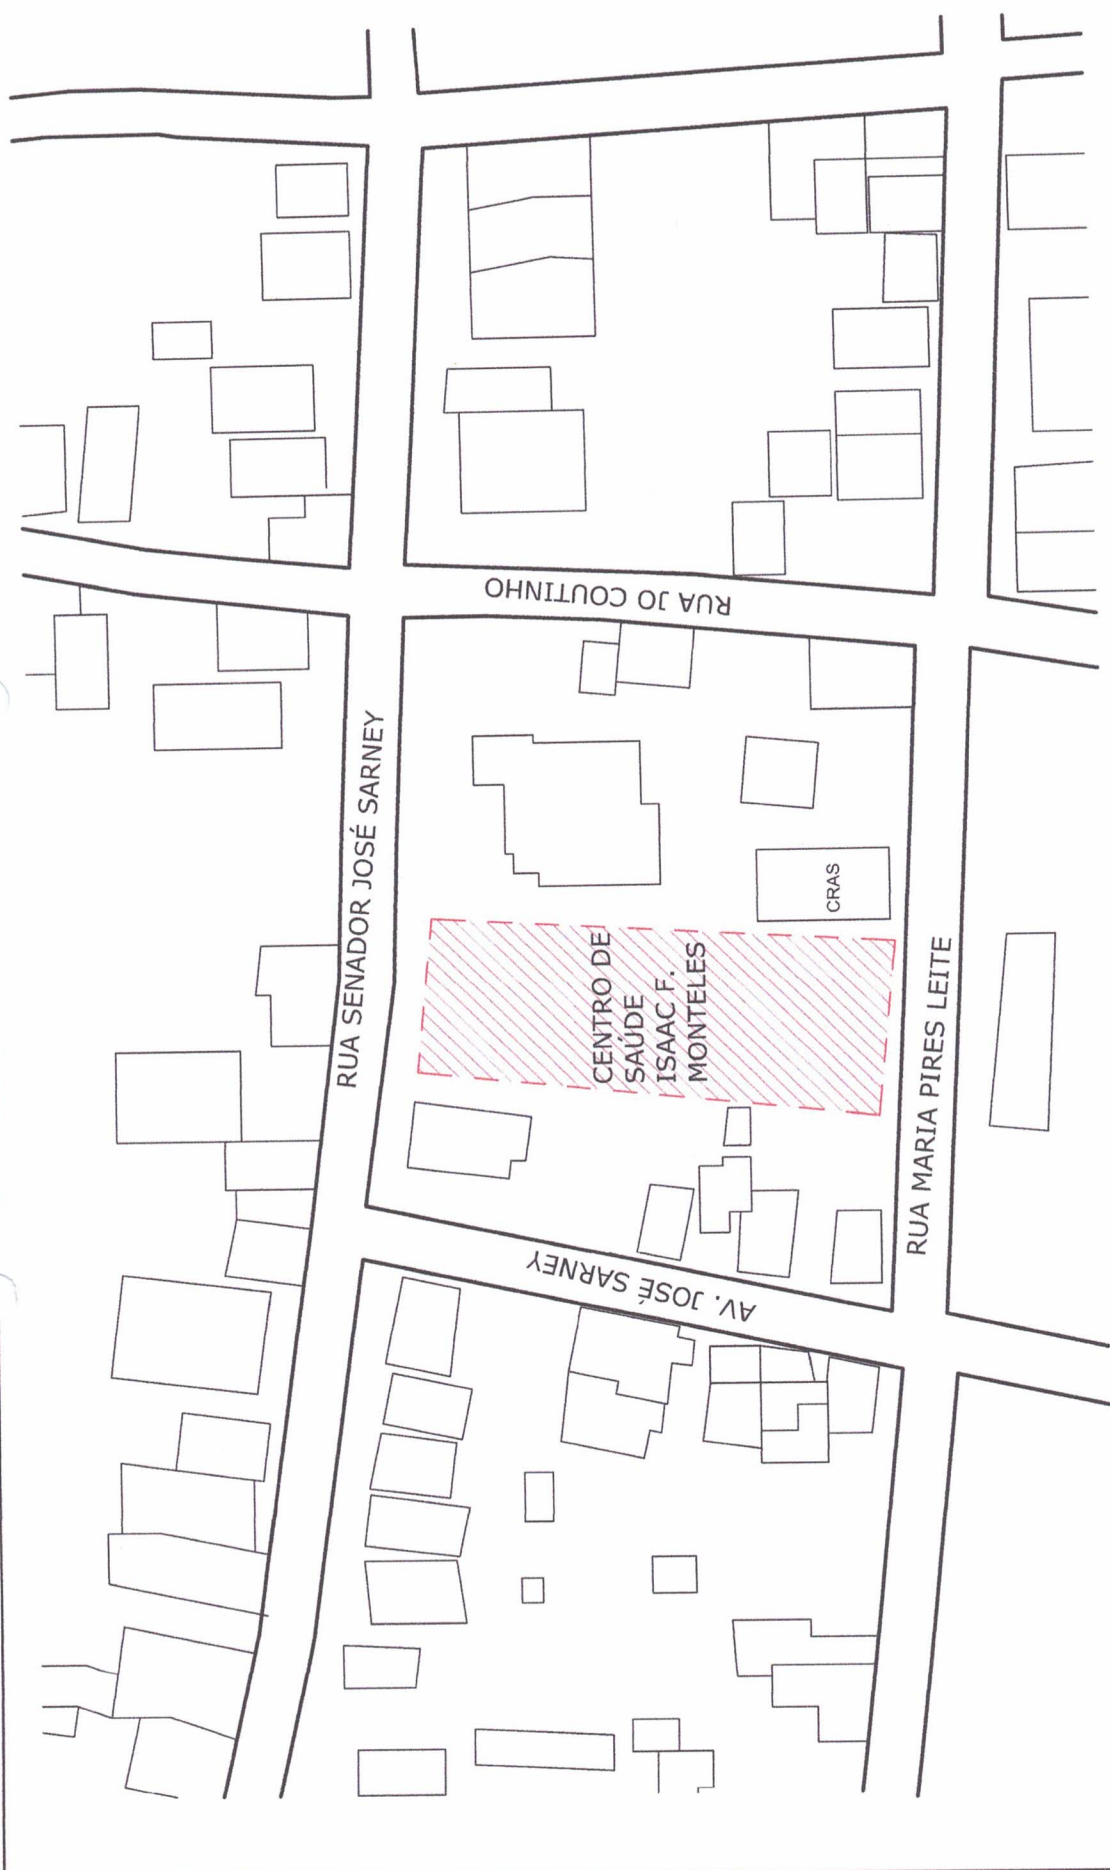 RUA SENADOR JOSÉ SARNEY
RUA JO COUTINHO
CENTRO DE
SAÚDE
ISAAC F.
MONTELES
CRAS
AV. JOSÉ SARNEY
RUA MARIA PIRES LEITE